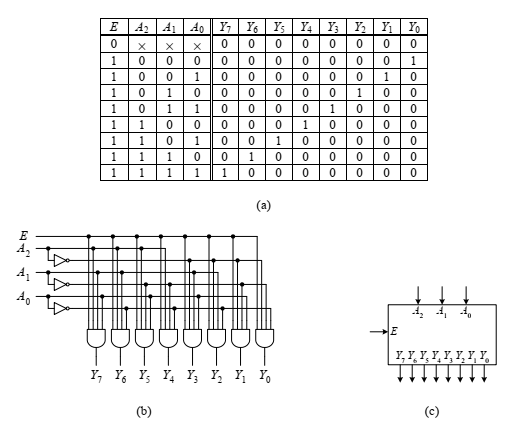 E A₂ A₁ A₀ Y₇ Y₆ Y₅ Y₄ Y₃ Y₂ Y₁ Y₀
0 × × × 0 0 0 0 0 0 0 0
1 0 0 0 0 0 0 0 0 0 0 1
1 0 0 1 0 0 0 0 0 0 1 0
1 0 1 0 0 0 0 0 0 1 0 0
1 0 1 1 0 0 0 0 1 0 0 0
1 1 0 0 0 0 0 1 0 0 0 0
1 1 0 1 0 0 1 0 0 0 0 0
1 1 1 0 0 1 0 0 0 0 0 0
1 1 1 1 1 0 0 0 0 0 0 0
(a)
E
A₂
A₁
A₀
Y₇ Y₆ Y₅ Y₄ Y₃ Y₂ Y₁ Y₀
(b)
A₂ A₁ A₀
E
Y₇ Y₆ Y₅ Y₄ Y₃ Y₂ Y₁ Y₀
(c)